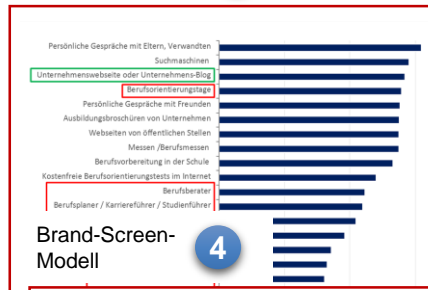 Persönliche Gespräche mit Eltern, Verwandten
Suchmaschinen
Unternehmenswebseite oder Unternehmens-Blog
Berufsorientierungstage
Persönliche Gespräche mit Freunden
Ausbildungsbroschüren von Unternehmen
Webseiten von öffentlichen Stellen
Messen /Berufsmessen
Berufsvorbereitung in der Schule
Kostenfreie Berufsorientierungstests im Internet
Berufsberater
Berufsplaner / Karriereführer / Studienführer
Brand-Screen-
Modell
4